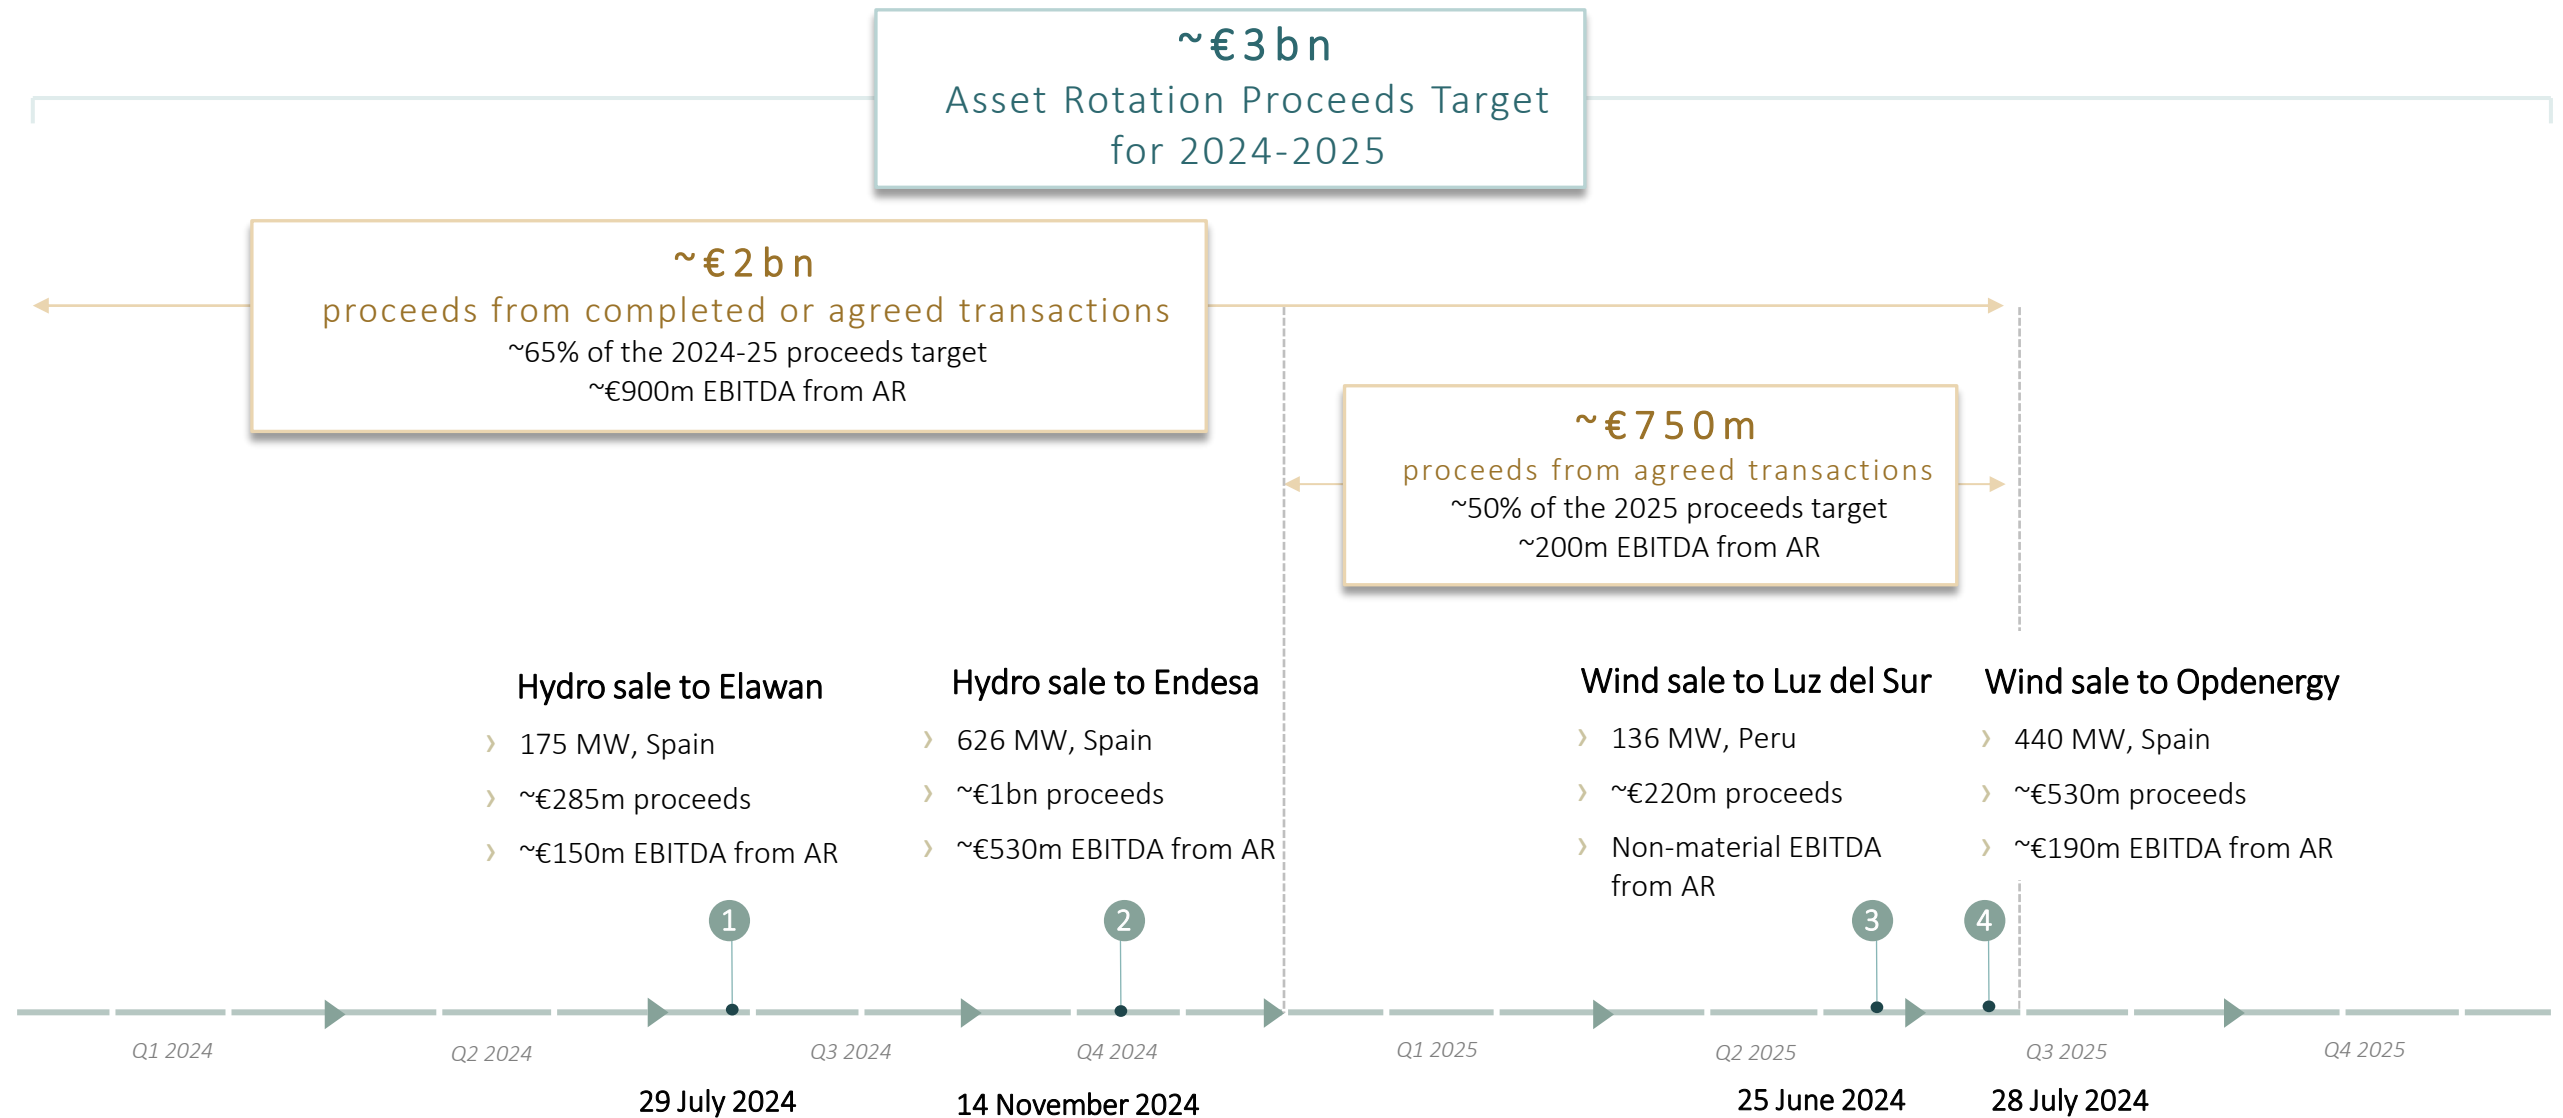 ~€3bn
Asset Rotation Proceeds Target
for 2024-2025
~€2bn
proceeds from completed or agreed transactions
~65% of the 2024-25 proceeds target
~€900m EBITDA from AR
~€750m
proceeds from agreed transactions
~50% of the 2025 proceeds target
~200m EBITDA from AR
Hydro sale to Elawan
› 175 MW, Spain
› ~€285m proceeds
› ~€150m EBITDA from AR
Hydro sale to Endesa
› 626 MW, Spain
› ~€1bn proceeds
› ~€530m EBITDA from AR
Wind sale to Luz del Sur
› 136 MW, Peru
› ~€220m proceeds
› Non-material EBITDA
from AR
Wind sale to Opdenergy
› 440 MW, Spain
› ~€530m proceeds
› ~€190m EBITDA from AR
1
2
3
4
Q1 2024
Q2 2024
Q3 2024
Q4 2024
Q1 2025
Q2 2025
Q3 2025
Q4 2025
29 July 2024
14 November 2024
25 June 2024
28 July 2024